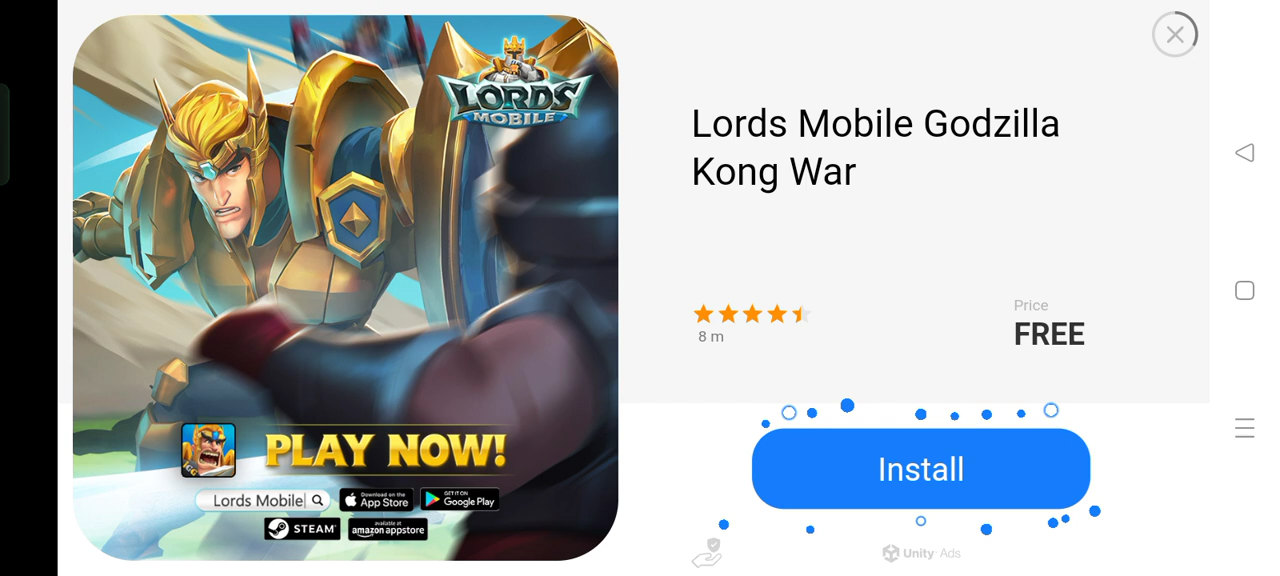 LORDS
MOBILE
PLAY NOW!
IGG
Lords Mobile
Download on the
App Store
GET IT ON
Google Play
STEAM
available at
amazon appstore
Lords Mobile Godzilla
Kong War
8 m
Price
FREE
Install
Unity Ads